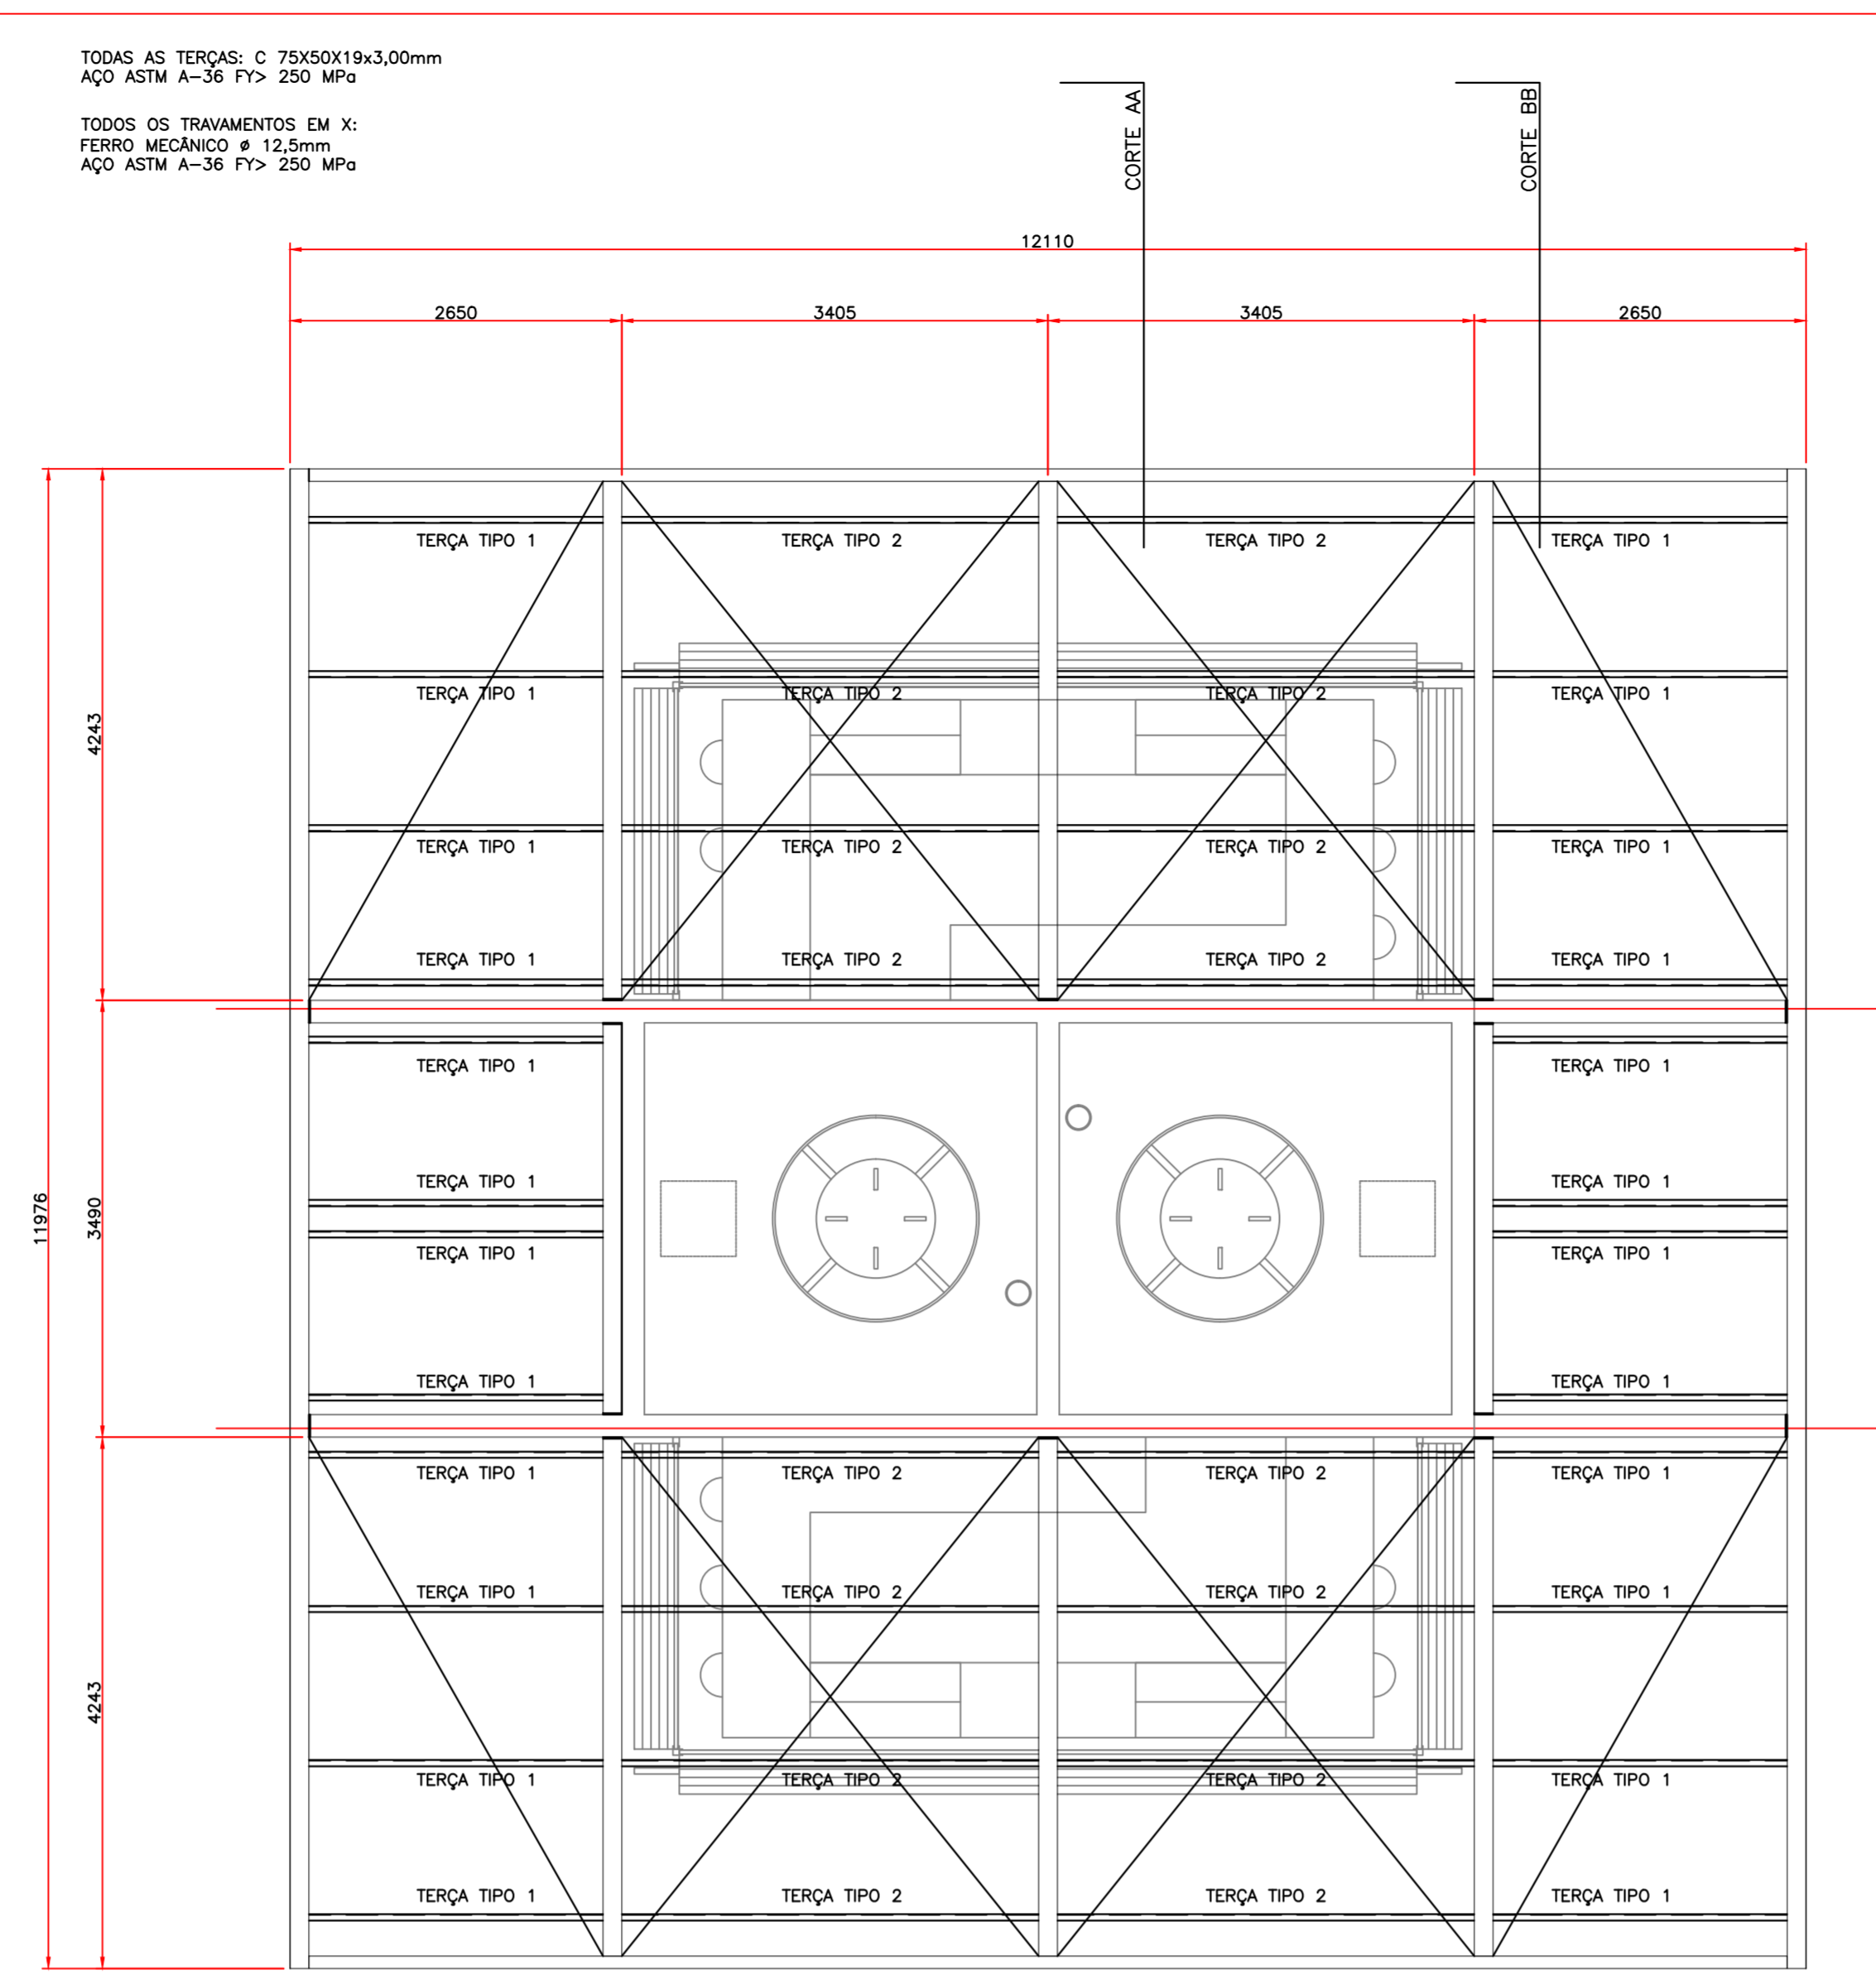 TODAS AS TERÇAS: C 75X50X19x3,00mm
AÇO ASTM A-36 FY> 250 MPa
TODOS OS TRAVAMENTOS EM X:
FERRO MECÂNICO ø 12,5mm
AÇO ASTM A-36 FY> 250 MPa
CORTE AA
CORTE BB
12110
2650 3405 3405 2650
TERÇA TIPO 1 TERÇA TIPO 2 TERÇA TIPO 2 TERÇA TIPO 1
TERÇA TIPO 1 TERÇA TIPO 2 TERÇA TIPO 2 TERÇA TIPO 1
4243
TERÇA TIPO 1 TERÇA TIPO 2 TERÇA TIPO 2 TERÇA TIPO 1
TERÇA TIPO 1 TERÇA TIPO 2 TERÇA TIPO 2 TERÇA TIPO 1
TERÇA TIPO 1 TERÇA TIPO 1
TERÇA TIPO 1 TERÇA TIPO 1
11976
3490
TERÇA TIPO 1 TERÇA TIPO 1
TERÇA TIPO 1 TERÇA TIPO 1
TERÇA TIPO 1 TERÇA TIPO 2 TERÇA TIPO 2 TERÇA TIPO 1
TERÇA TIPO 1 TERÇA TIPO 2 TERÇA TIPO 2 TERÇA TIPO 1
4243
TERÇA TIPO 1 TERÇA TIPO 2 TERÇA TIPO 2 TERÇA TIPO 1
TERÇA TIPO 1 TERÇA TIPO 2 TERÇA TIPO 2 TERÇA TIPO 1